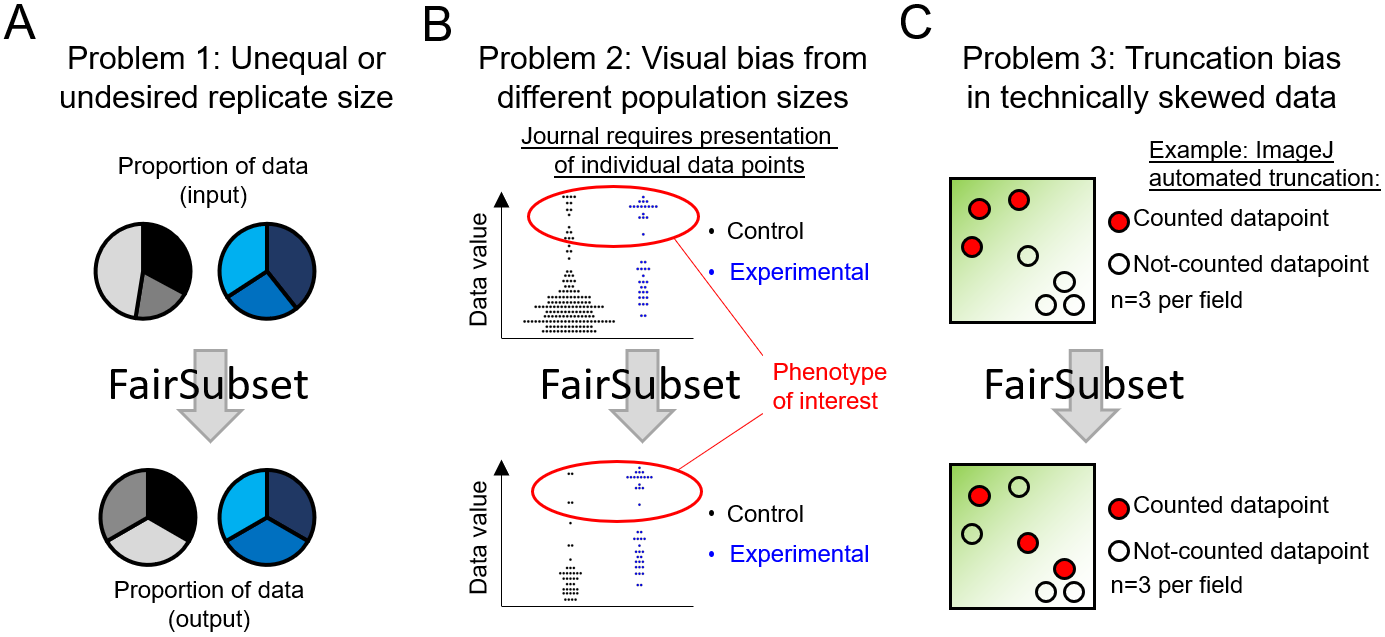 A
Problem 1: Unequal or
undesired replicate size
Proportion of data
(input)
FairSubset
Proportion of data
(output)
B
Problem 2: Visual bias from
different population sizes
Journal requires presentation
of individual data points
Data value
• Control
• Experimental
FairSubset
Phenotype
of interest
Data value
• Control
• Experimental
C
Problem 3: Truncation bias
in technically skewed data
Example: ImageJ
automated truncation:
Counted datapoint
Not-counted datapoint
n=3 per field
FairSubset
Counted datapoint
Not-counted datapoint
n=3 per field